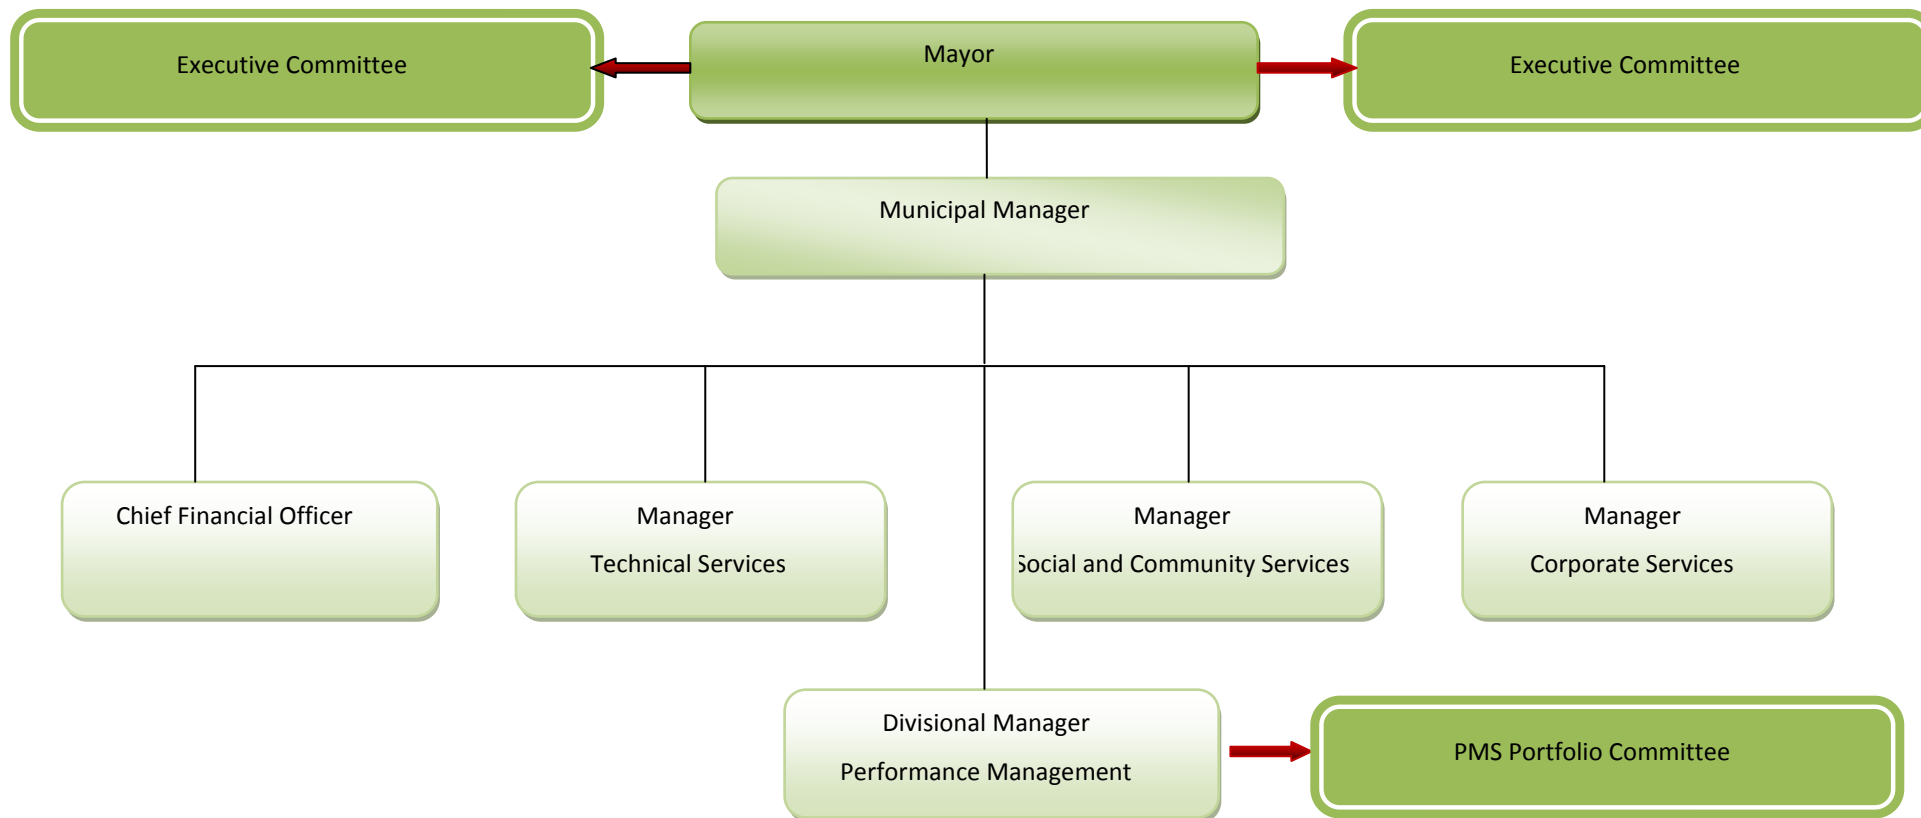 Executive Committee
Mayor
Executive Committee
Municipal Manager
Chief Financial Officer
Manager
Technical Services
Manager
Social and Community Services
Manager
Corporate Services
Divisional Manager
Performance Management
PMS Portfolio Committee